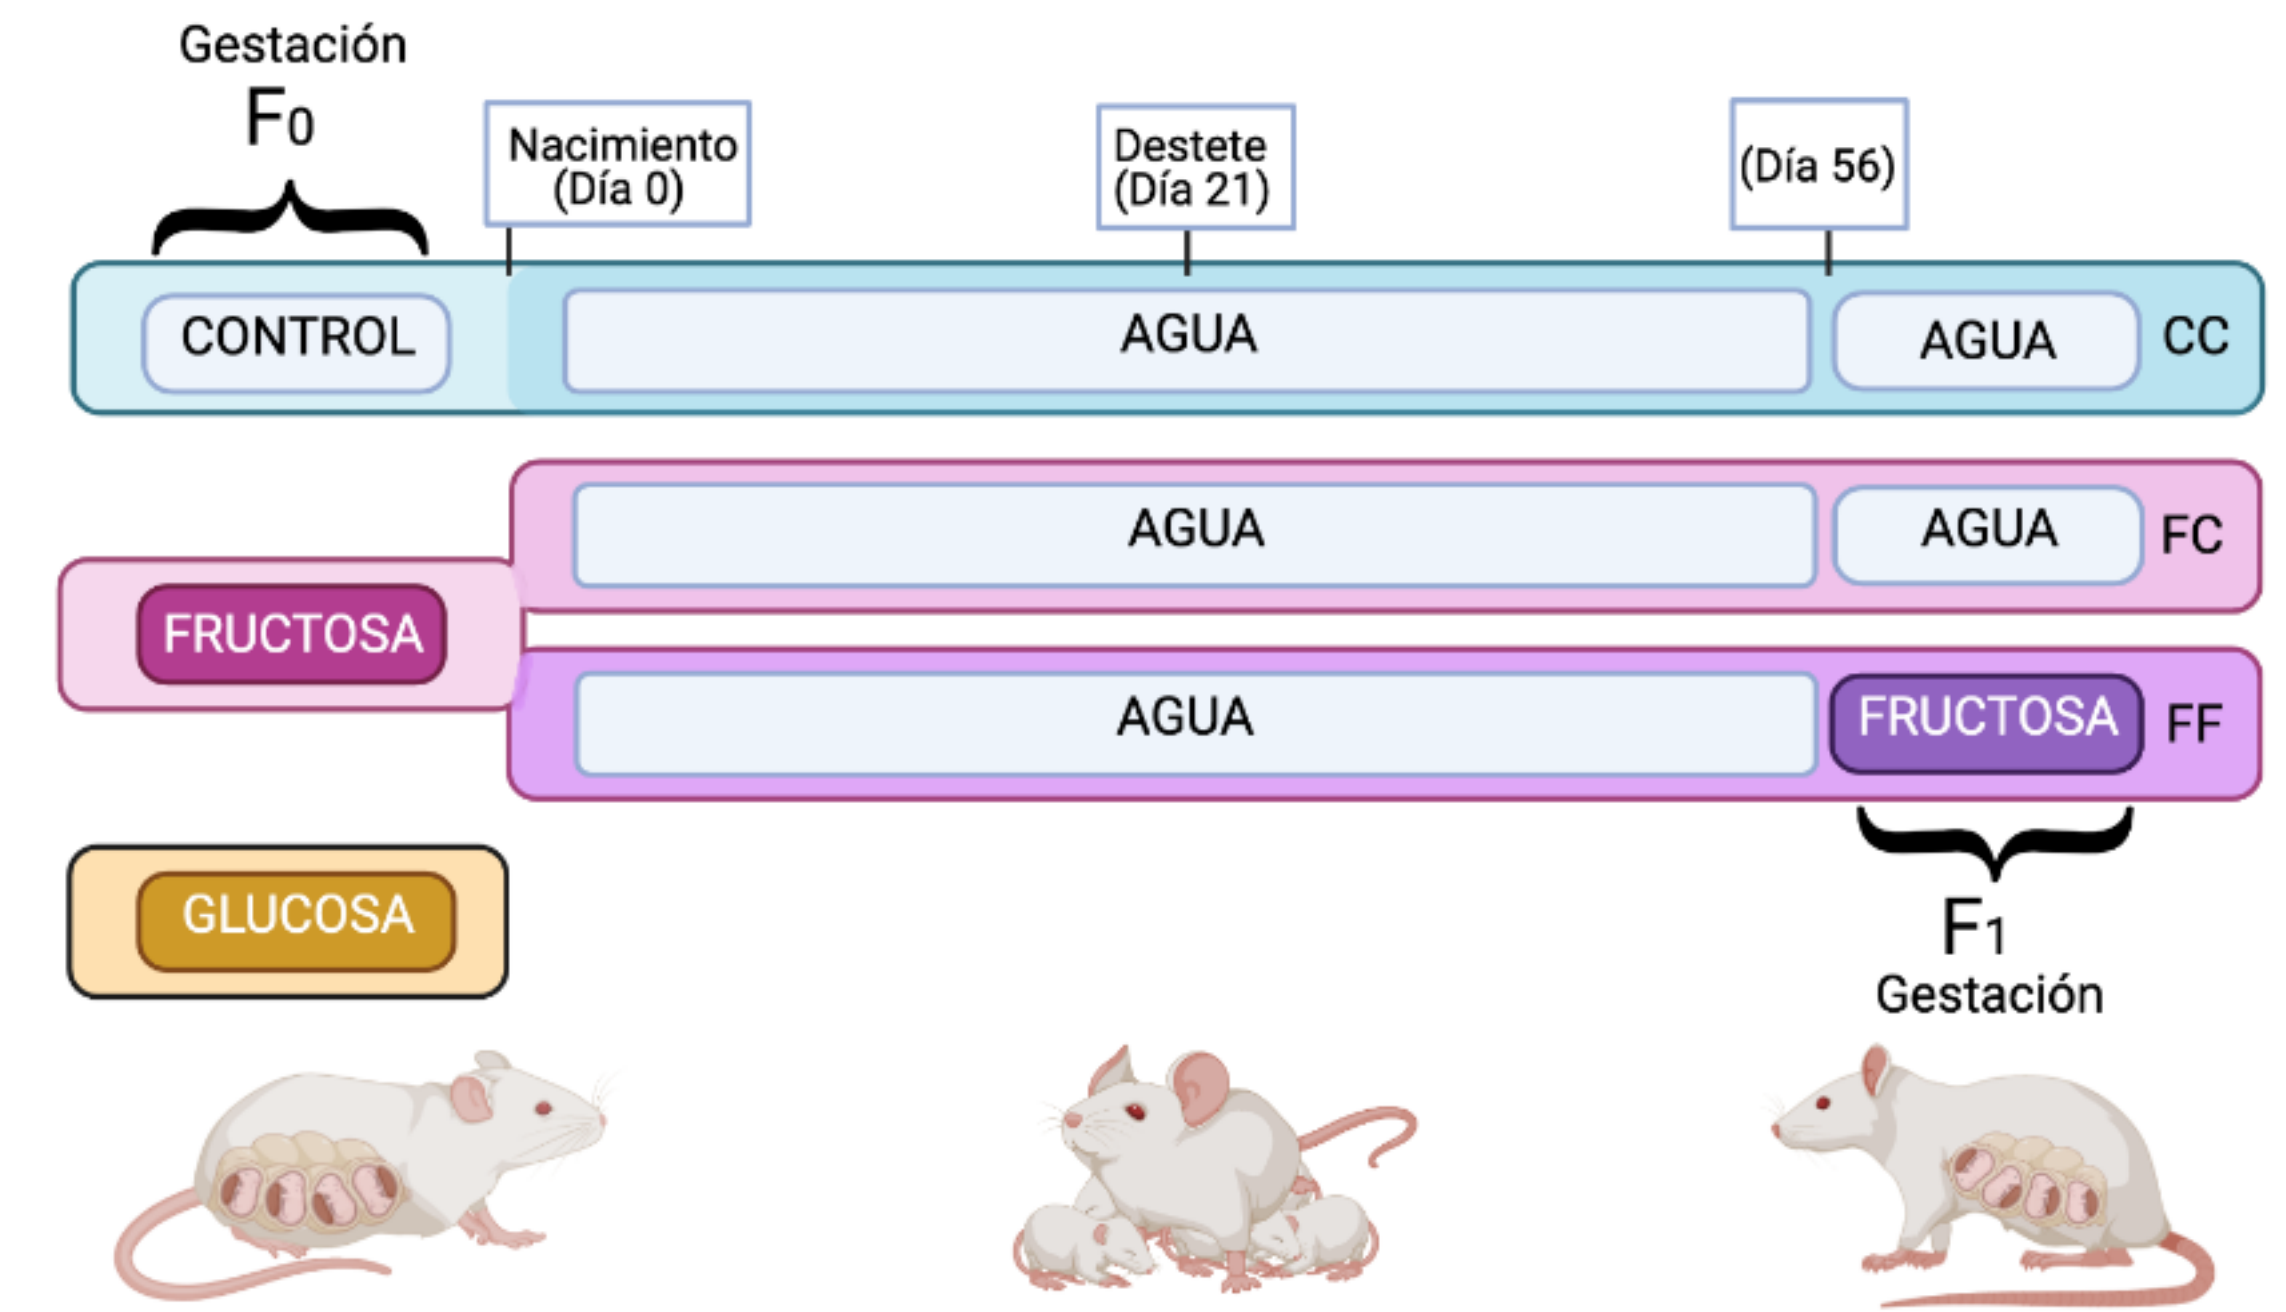 Gestación
F0
Nacimiento
(Día 0)
Destete
(Día 21)
(Día 56)
CONTROL
AGUA
AGUA
CC
AGUA
AGUA
FC
FRUCTOSA
AGUA
FRUCTOSA
FF
GLUCOSA
F1
Gestación